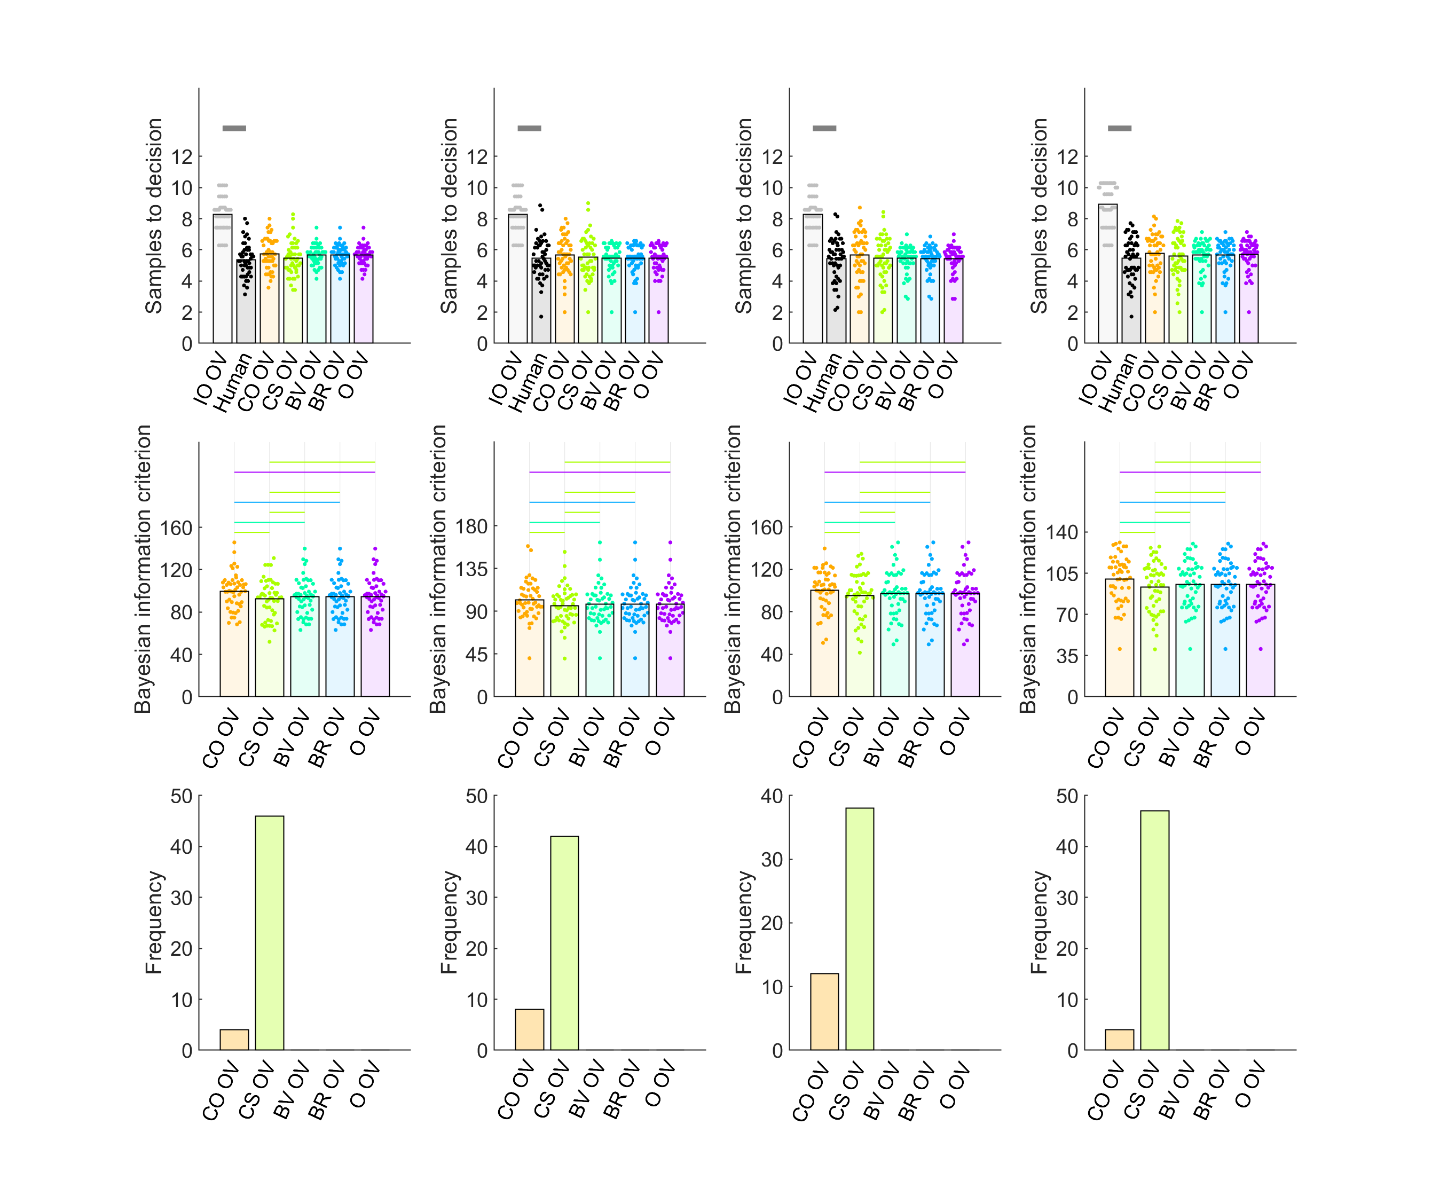 Samples to decision
12
10
8
6
4
2
0
IO OV
Human
CO OV
CS OV
BV OV
BR OV
O OV
Samples to decision
12
10
8
6
4
2
0
IO OV
Human
CO OV
CS OV
BV OV
BR OV
O OV
Samples to decision
12
10
8
6
4
2
0
IO OV
Human
CO OV
CS OV
BV OV
BR OV
O OV
Samples to decision
12
10
8
6
4
2
0
IO OV
Human
CO OV
CS OV
BV OV
BR OV
O OV
Bayesian information criterion
160
120
80
40
0
CO OV
CS OV
BV OV
BR OV
O OV
Bayesian information criterion
180
135
90
45
0
CO OV
CS OV
BV OV
BR OV
O OV
Bayesian information criterion
160
120
80
40
0
CO OV
CS OV
BV OV
BR OV
O OV
Bayesian information criterion
140
105
70
35
0
CO OV
CS OV
BV OV
BR OV
O OV
Frequency
50
40
30
20
10
0
CO OV
CS OV
BV OV
BR OV
O OV
Frequency
50
40
30
20
10
0
CO OV
CS OV
BV OV
BR OV
O OV
Frequency
40
30
20
10
0
CO OV
CS OV
BV OV
BR OV
O OV
Frequency
50
40
30
20
10
0
CO OV
CS OV
BV OV
BR OV
O OV